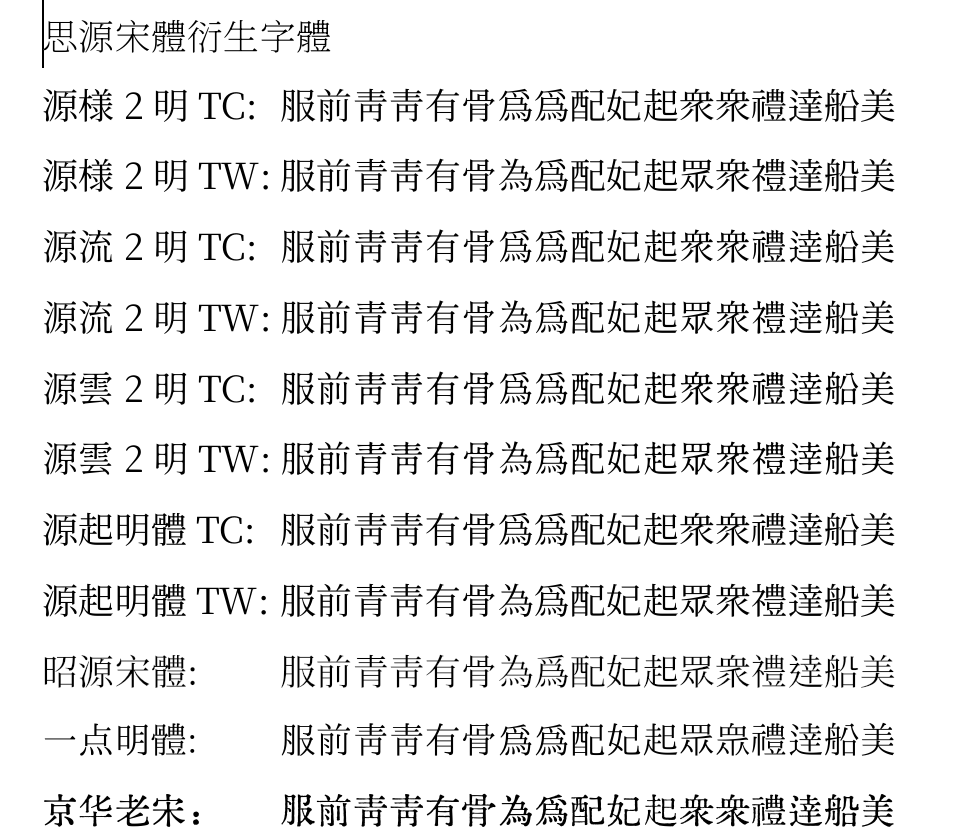 思源宋體衍生字體
源樣 2 明 TC: 服前靑靑有骨爲爲配妃起衆衆禮達船美
源樣 2 明 TW: 服前青靑有骨為爲配妃起眾衆禮達船美
源流 2 明 TC: 服前靑靑有骨爲爲配妃起衆衆禮達船美
源流 2 明 TW: 服前青靑有骨為爲配妃起眾衆禮達船美
源雲 2 明 TC: 服前靑靑有骨爲爲配妃起衆衆禮達船美
源雲 2 明 TW: 服前青靑有骨為爲配妃起眾衆禮達船美
源起明體 TC: 服前靑靑有骨爲爲配妃起衆衆禮達船美
源起明體 TW: 服前青靑有骨為爲配妃起眾衆禮達船美
昭源宋體: 服前青靑有骨為爲配妃起眾衆禮達船美
一点明體: 服前靑靑有骨爲爲配妃起眾衆禮達船美
京华老宋： 服前靑靑有骨為爲配妃起衆衆禮達船美